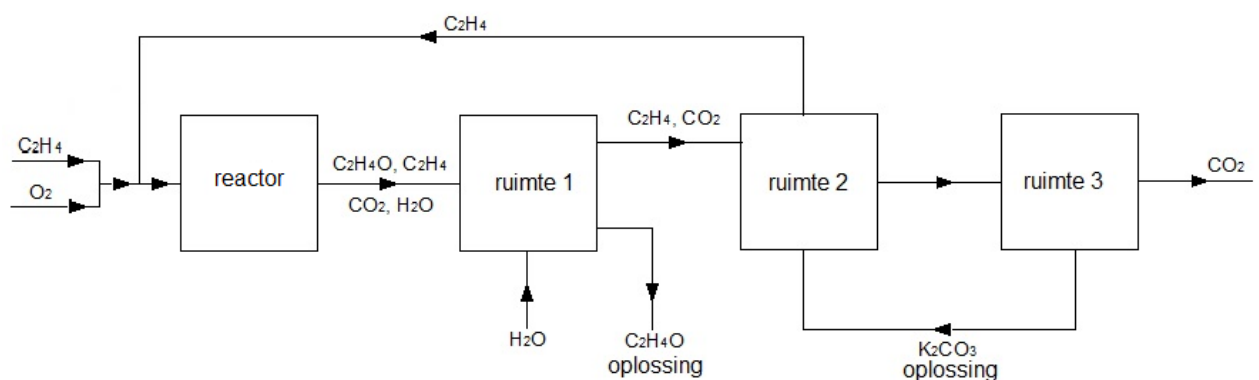 C2H4
C2H4
O2
reactor
C2H4O, C2H4
CO2, H2O
ruimte 1
H2O
C2H4O
oplossing
C2H4, CO2
ruimte 2
ruimte 3
K2CO3
oplossing
CO2